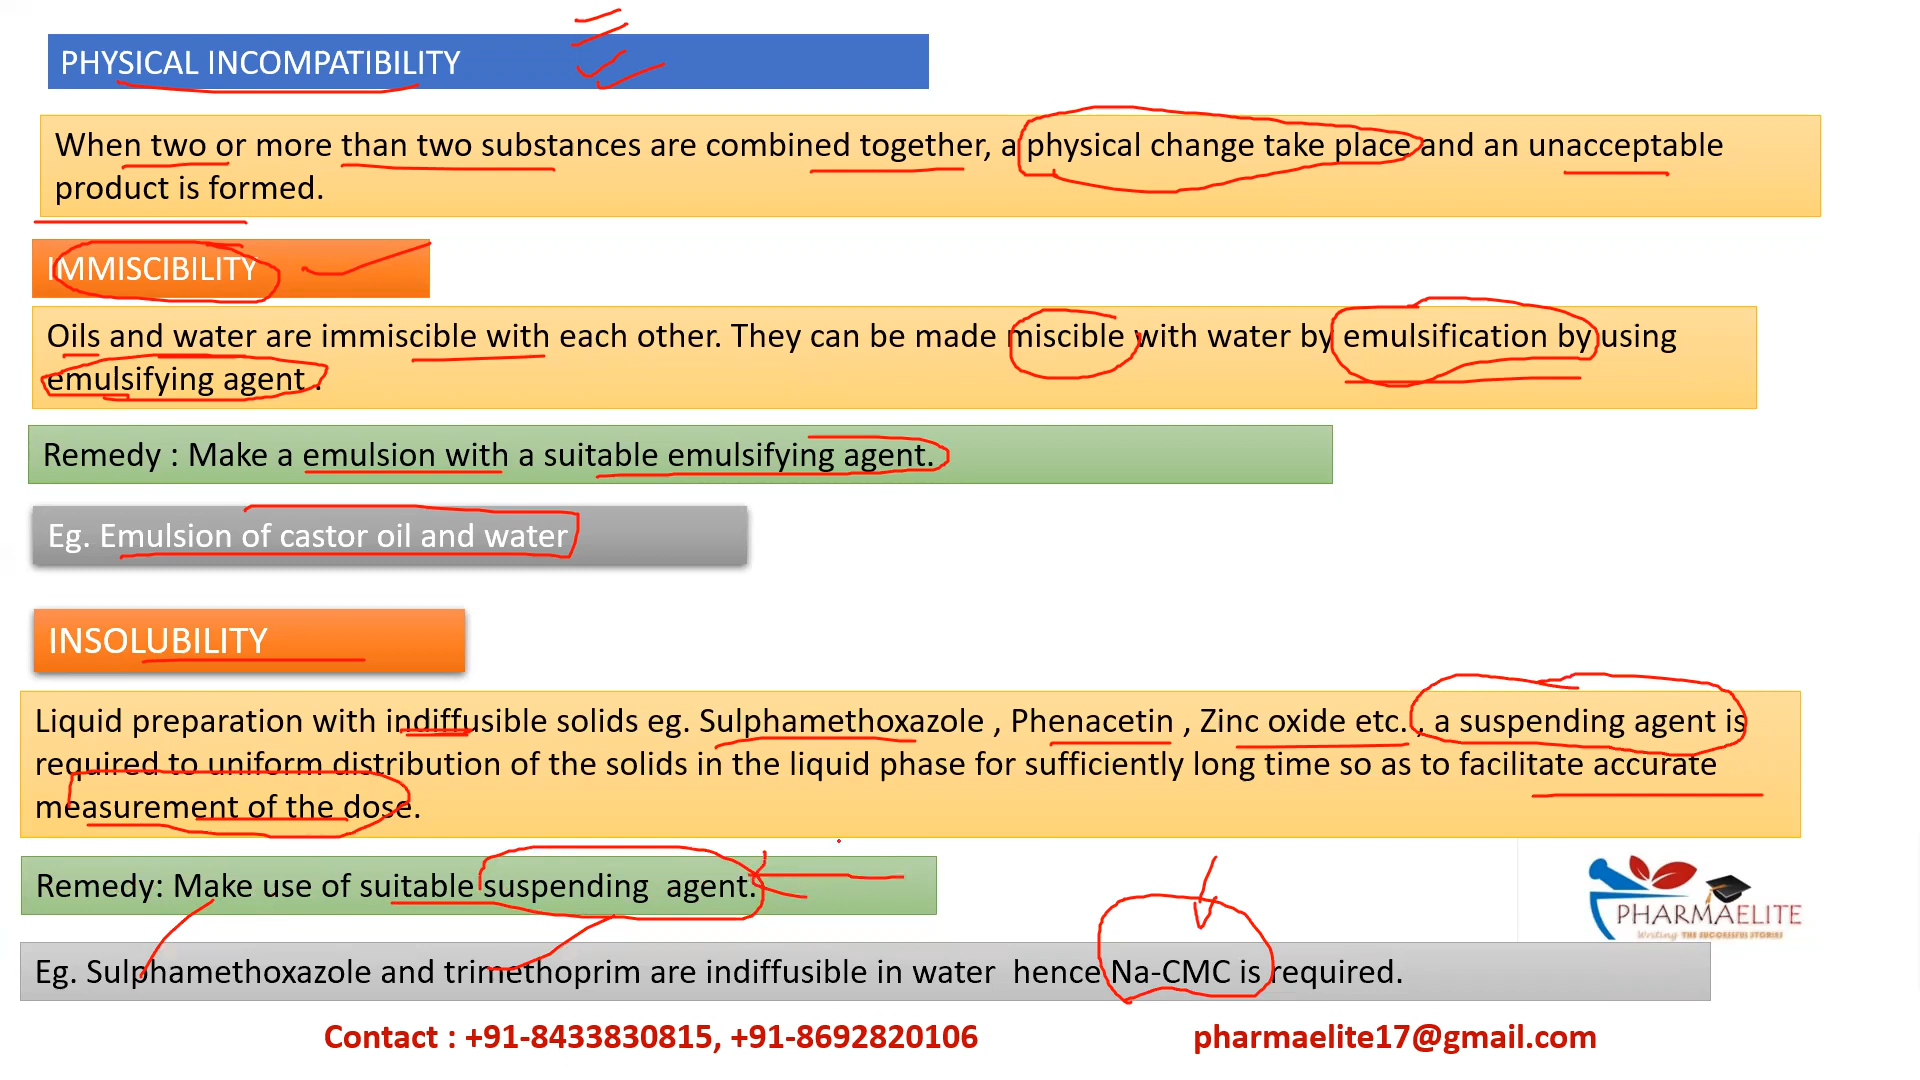 PHYSICAL INCOMPATIBILITY
When two or more than two substances are combined together, a physical change take place and an unacceptable
product is formed.
IMMISCIBILITY
Oils and water are immiscible with each other. They can be made miscible with water by emulsification by using
emulsifying agent .
Remedy : Make a emulsion with a suitable emulsifying agent.
Eg. Emulsion of castor oil and water
INSOLUBILITY
Liquid preparation with indiffusible solids eg. Sulphamethoxazole , Phenacetin , Zinc oxide etc. , a suspending agent is
required to uniform distribution of the solids in the liquid phase for sufficiently long time so as to facilitate accurate
measurement of the dose.
Remedy: Make use of suitable suspending agent.
PHARMAELITE
Writing THE SUCCESSFUL STORIES
Eg. Sulphamethoxazole and trimethoprim are indiffusible in water hence Na-CMC is required.
Contact : +91-8433830815, +91-8692820106 pharmaelite17@gmail.com